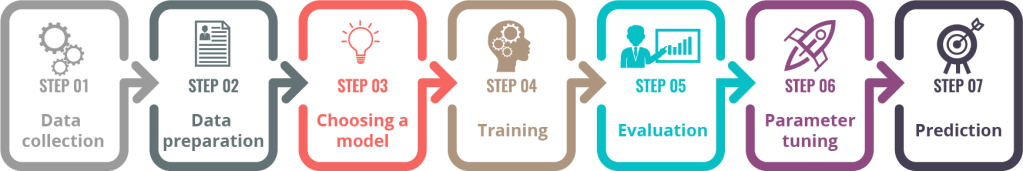 STEP 01
Data
collection
STEP 02
Data
preparation
STEP 03
Choosing a
model
STEP 04
Training
STEP 05
Evaluation
STEP 06
Parameter
tuning
STEP 07
Prediction